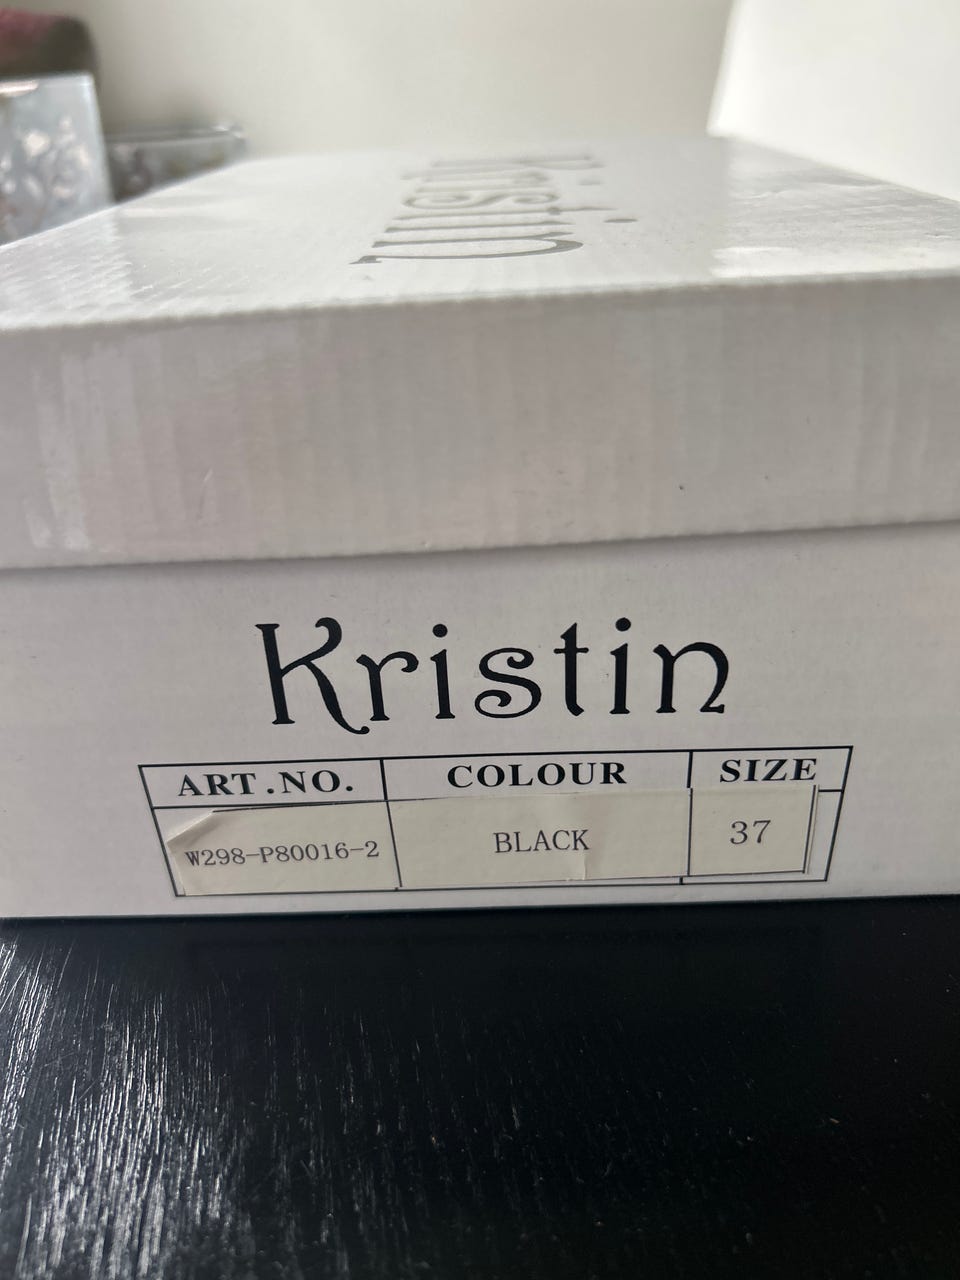 Kristin
Kristin
ART.NO. COLOUR SIZE
W298-P80016-2 BLACK 37